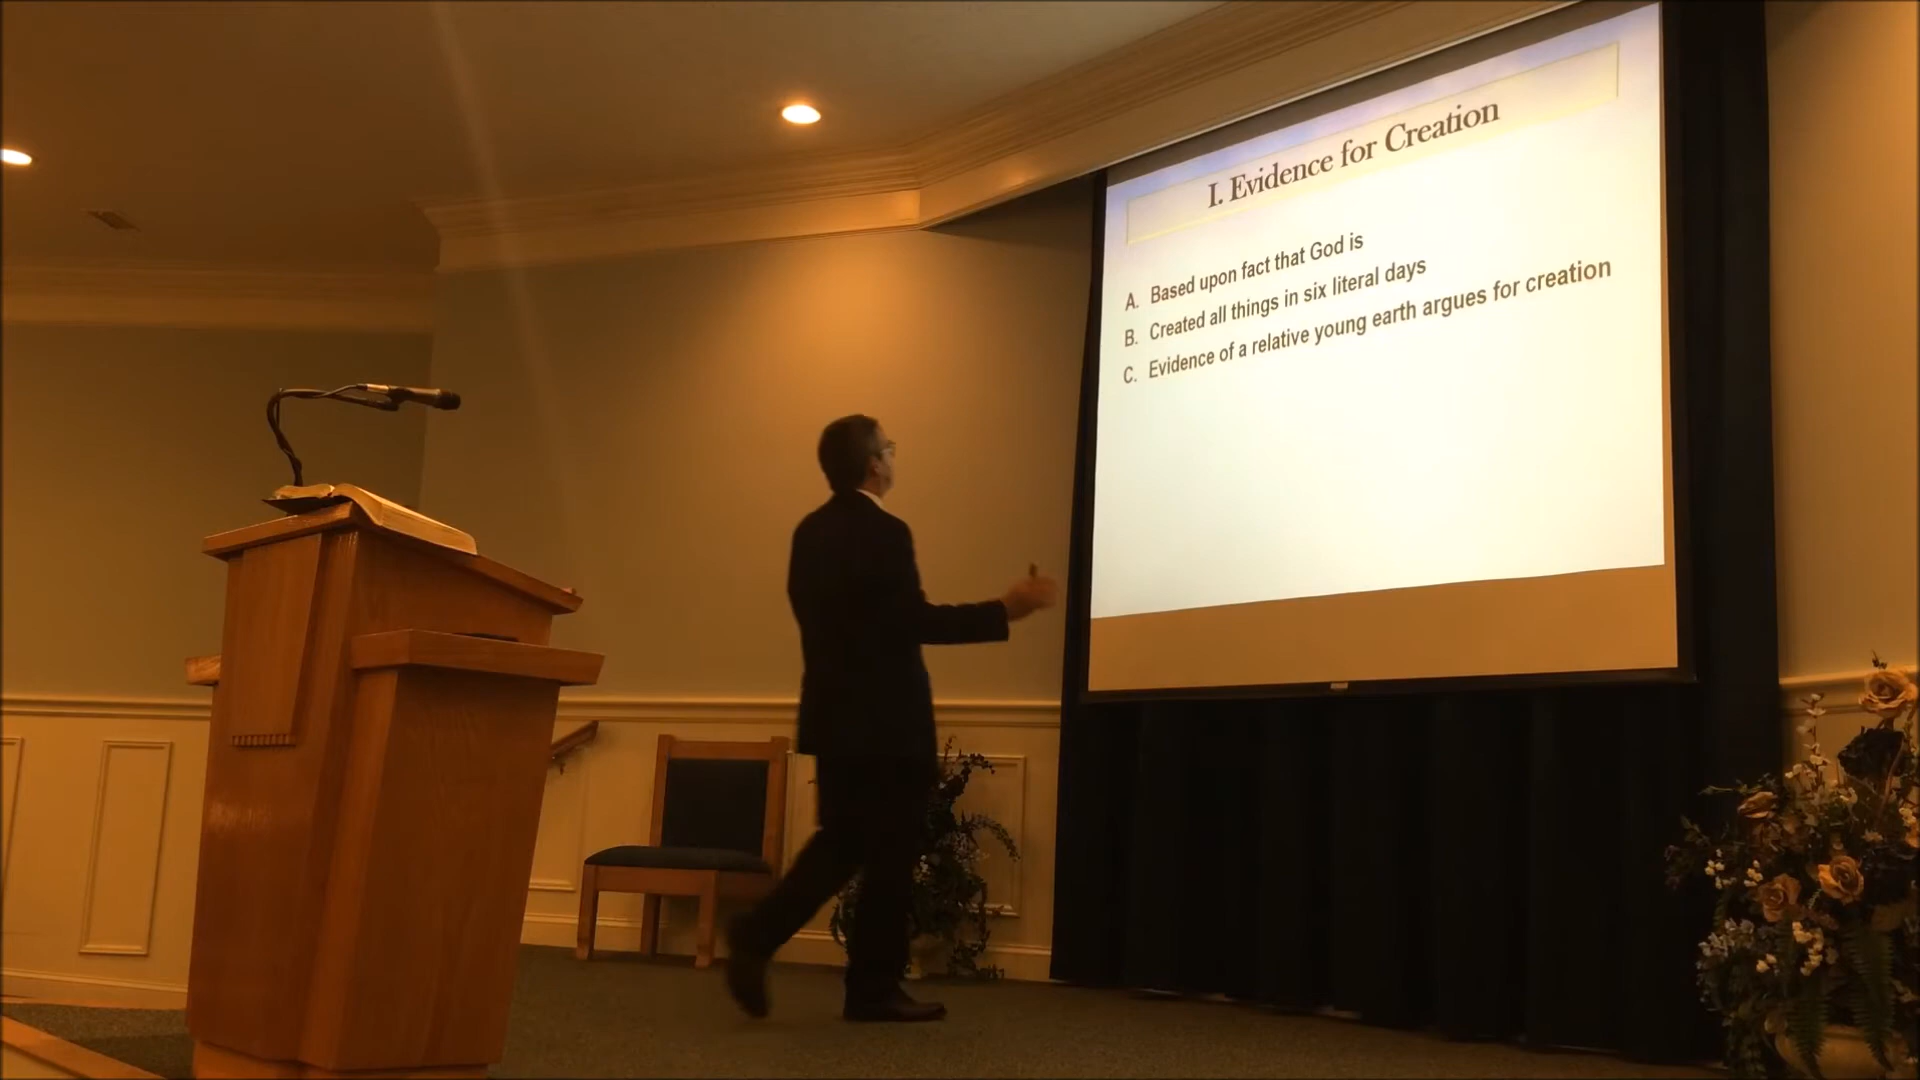 I. Evidence for Creation
A. Based upon fact that God is
B. Created all things in six literal days
C. Evidence of a relative young earth argues for creation